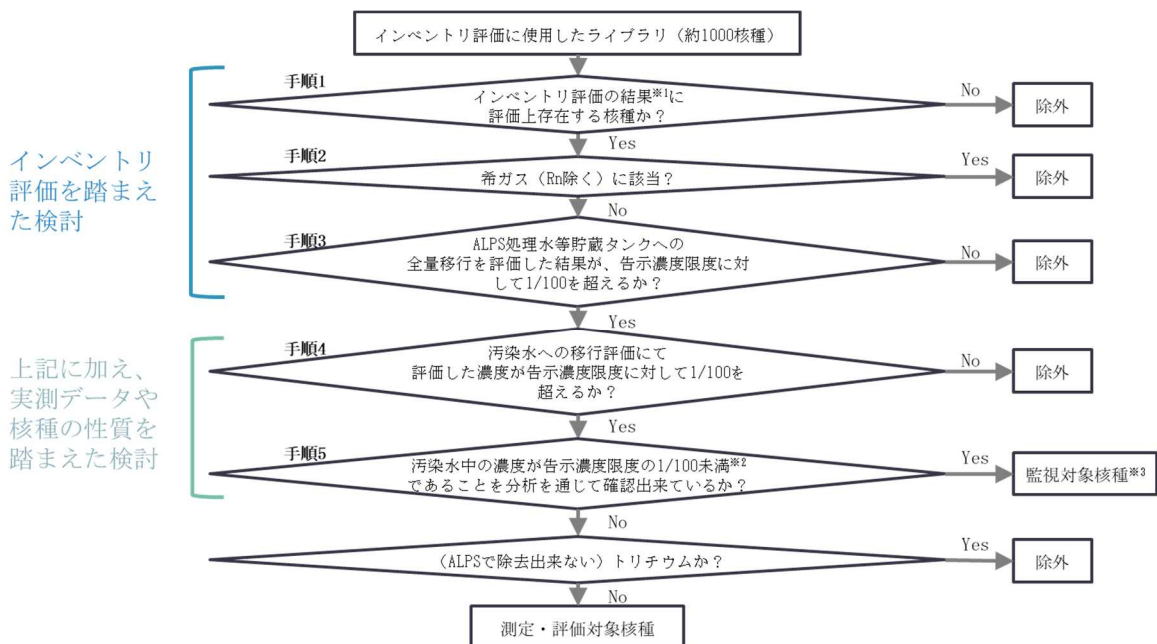 インベントリ評価に使用したライブラリ（約1000核種）
手順1
インベントリ評価の結果※1に
評価上存在する核種か？
No
除外
Yes
インベントリ
評価を踏まえ
た検討
手順2
希ガス（Rn除く）に該当？
Yes
除外
No
手順3
ALPS処理水等貯蔵タンクへの
全量移行を評価した結果が、告示濃度限度に対
して1/100を超えるか？
No
除外
Yes
上記に加え、
実測データや
核種の性質を
踏まえた検討
手順4
汚染水への移行評価にて
評価した濃度が告示濃度限度に対して1/100を
超えるか？
No
除外
Yes
手順5
汚染水中の濃度が告示濃度限度の1/100未満※2
であることを分析を通じて確認出来ているか？
Yes
監視対象核種※3
No
（ALPSで除去出来ない）トリチウムか？
Yes
除外
No
測定・評価対象核種